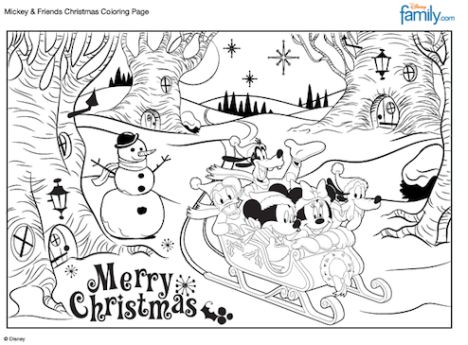 Mickey & Friends Christmas Coloring Page
Disney
family.com
Merry
Christmas
© Disney